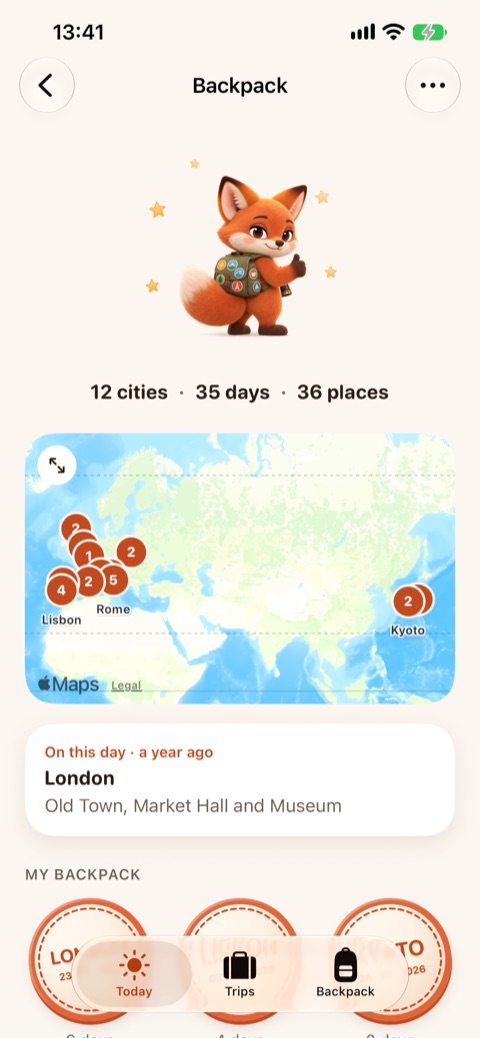 13:41
Backpack
12 cities · 35 days · 36 places
2
1
2
2
5
4
2
Rome
Lisbon
Kyoto
Maps Legal
On this day · a year ago
London
Old Town, Market Hall and Museum
MY BACKPACK
Today
Trips
Backpack